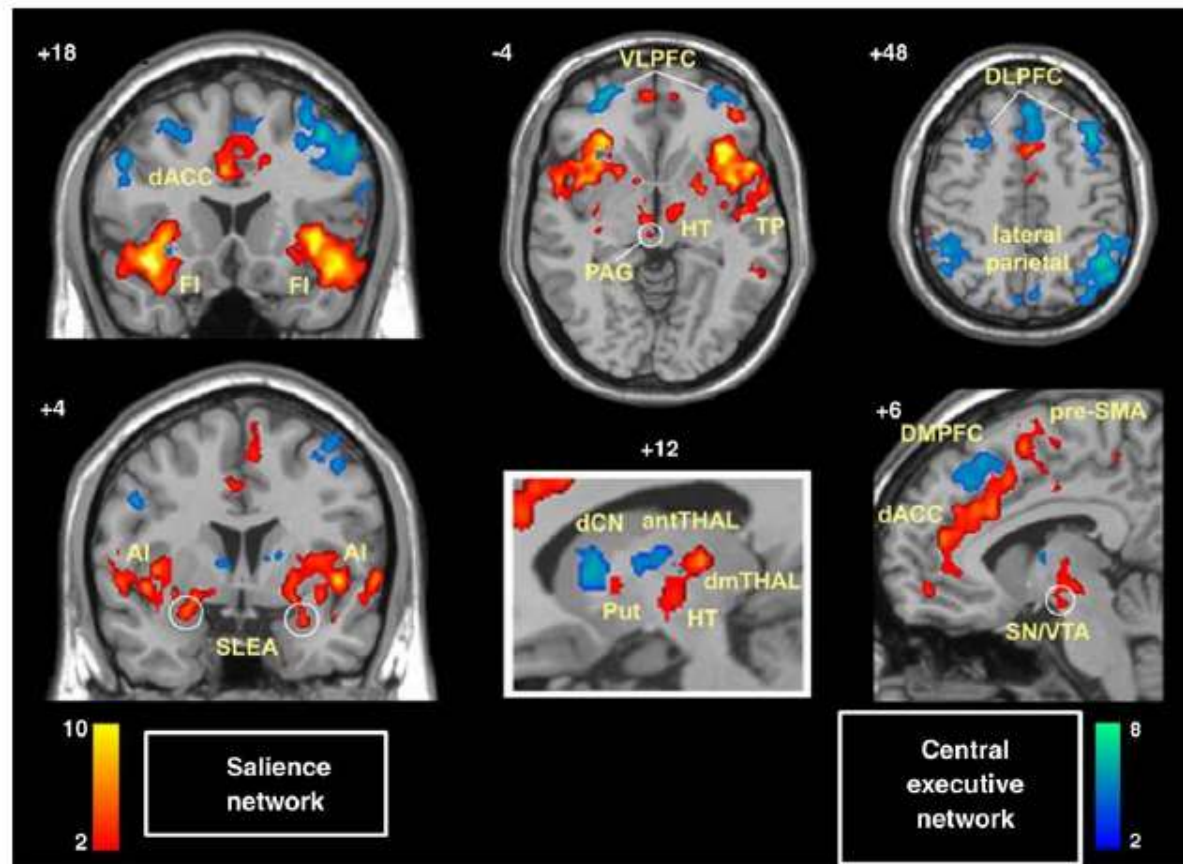 +18
dACC
FI
FI
-4
VLPFC
HT
TP
PAG
+48
DLPFC
lateral
parietal
+4
AI
AI
SLEA
+12
dCN
antTHAL
dmTHAL
Put
HT
+6
pre-SMA
DMPFC
dACC
SN/VTA
10
2
Salience
network
Central
executive
network
8
2